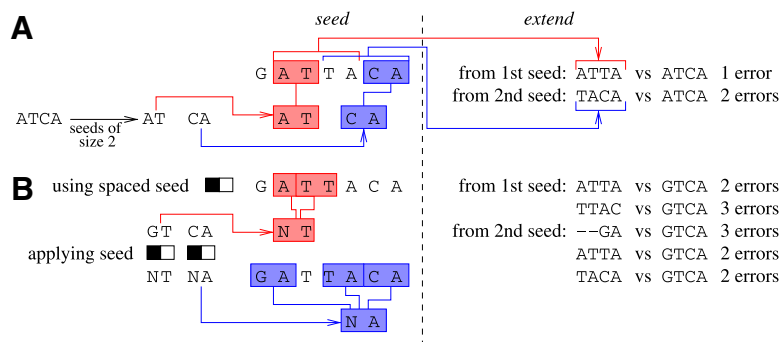 A
seed
extend
G A T T A C A
from 1st seed: ATTA vs ATCA 1 error
from 2nd seed: TACA vs ATCA 2 errors
ATCA
seeds of
size 2
AT CA
A T
C A
B
using spaced seed
G A T T A C A
from 1st seed: ATTA vs GTCA 2 errors
TTAC vs GTCA 3 errors
GT CA
N T
from 2nd seed: --GA vs GTCA 3 errors
applying seed
ATTA vs GTCA 2 errors
NT NA
G A T T A C A
TACA vs GTCA 2 errors
N A